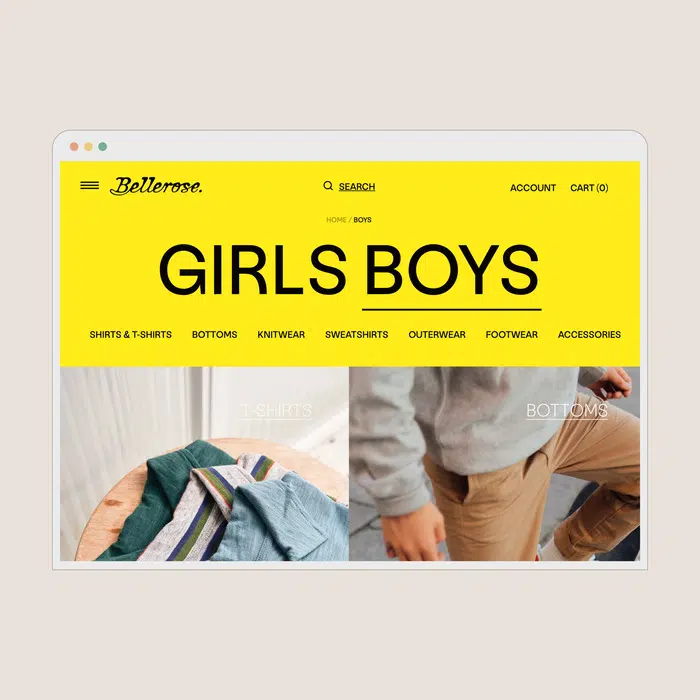 Bellerose.
SEARCH
ACCOUNT CART (0)
HOME / BOYS
GIRLS BOYS
SHIRTS & T-SHIRTS BOTTOMS KNITWEAR SWEATSHIRTS OUTERWEAR FOOTWEAR ACCESSORIES
T-SHIRTS
BOTTOMS